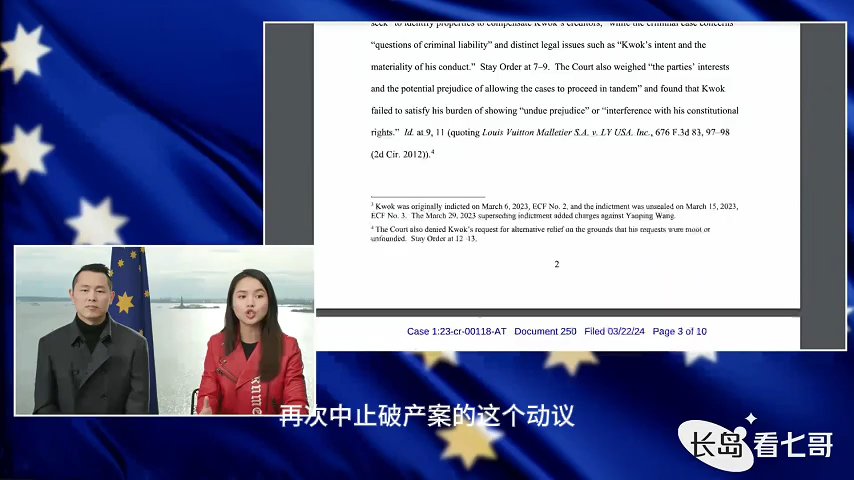 seek" to identify properties to compensate Kwok's creditors," while the criminal case concerns
"questions of criminal liability" and distinct legal issues such as "Kwok's intent and the
materiality of his conduct." Stay Order at 7–9. The Court also weighed "the parties' interests
and the potential prejudice of allowing the cases to proceed in tandem" and found that Kwok
failed to satisfy his burden of showing "undue prejudice" or "interference with his constitutional
rights." Id. at 9, 11 (quoting Louis Vuitton Malletier S.A. v. LY USA, Inc., 676 F.3d 83, 97–98
(2d Cir. 2012)).4
3 Kwok was originally indicted on March 6, 2023, ECF No. 2, and the indictment was unsealed on March 15, 2023,
ECF No. 3. The March 29, 2023 superseding indictment added charges against Yanping Wang.
4 The Court also denied Kwok's request for alternative relief on the grounds that his requests were moot or
unfounded. Stay Order at 12–13.
2
Case 1:23-cr-00118-AT Document 250 Filed 03/22/24 Page 3 of 10
再次中止破产案的这个动议
长岛看七哥